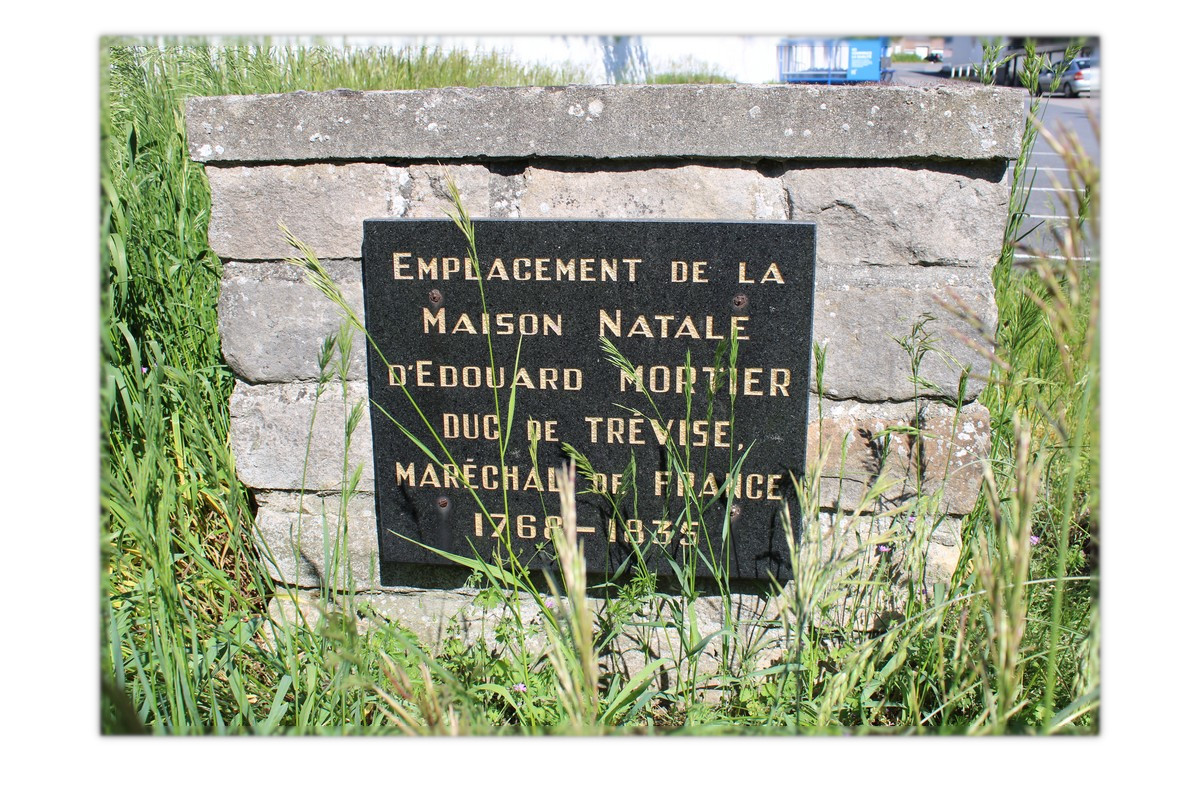 EMPLACEMENT DE LA
MAISON NATALE
D'EDOUARD MORTIER
DUC DE TRÉVISE,
MARÉCHAL DE FRANCE
1768-1835